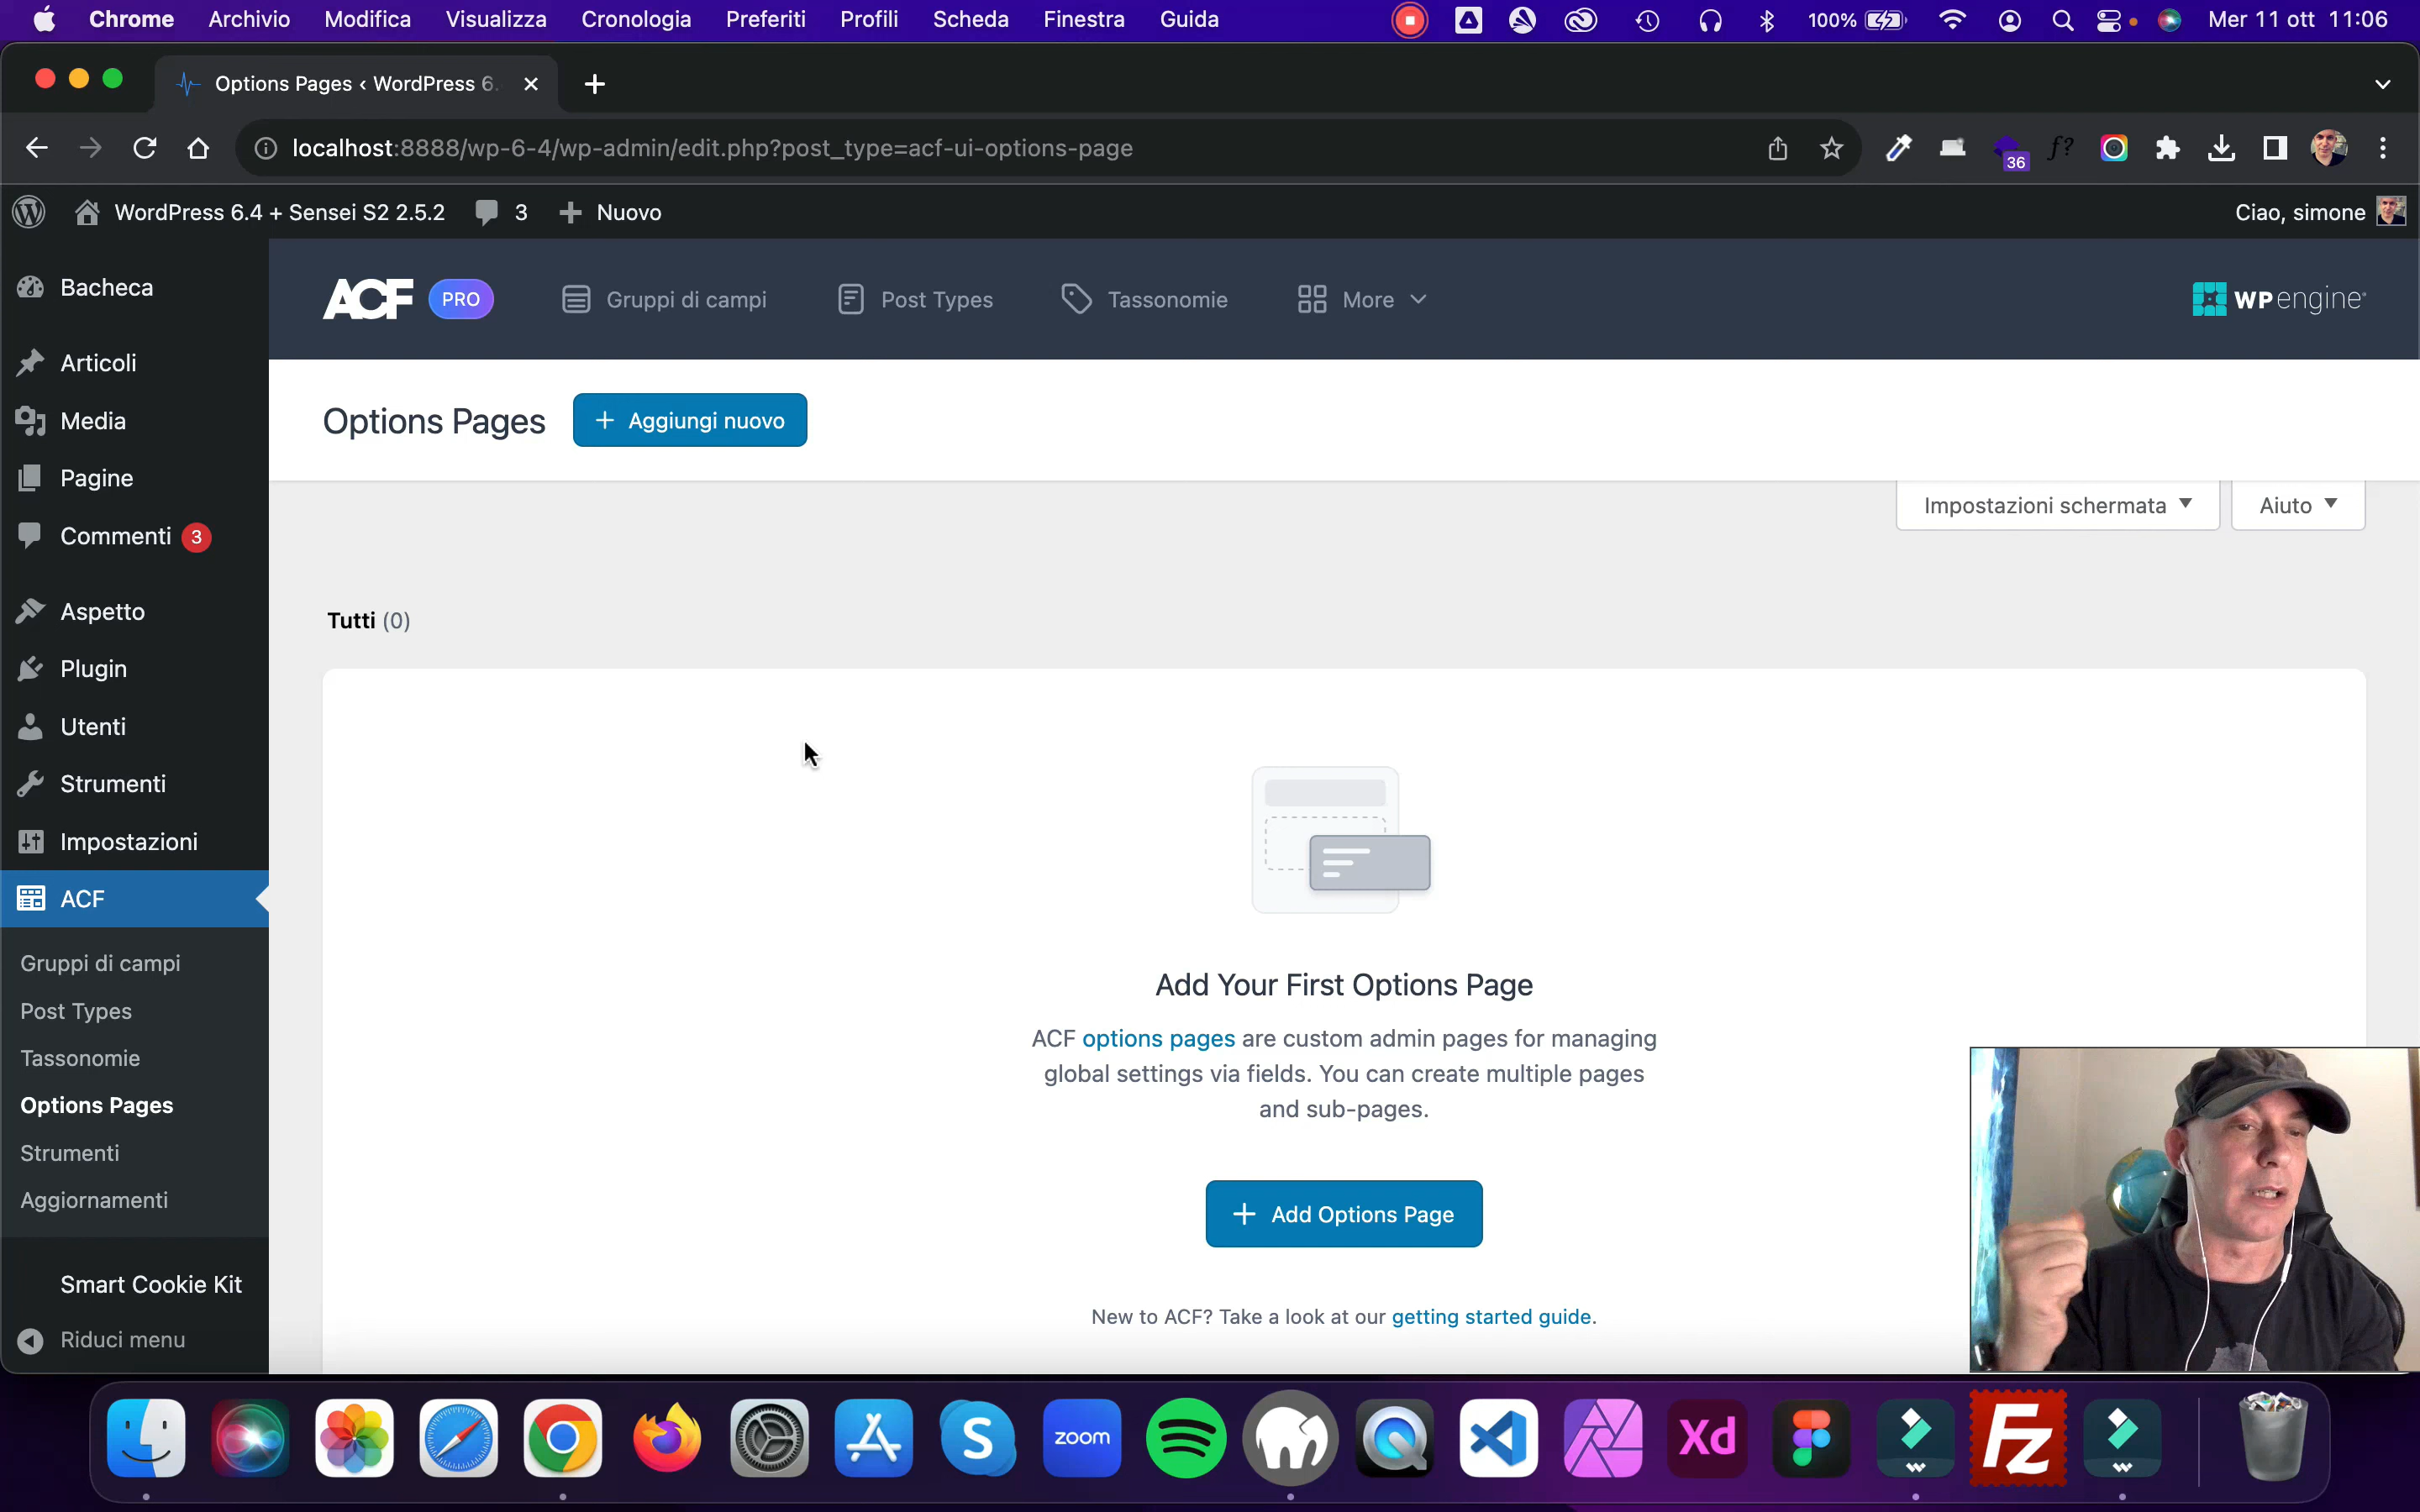 Chrome Archivio Modifica Visualizza Cronologia Preferiti Profili Scheda Finestra Guida 100% Mer 11 ott 11:06
Options Pages ‹ WordPress 6.
localhost:8888/wp-6-4/wp-admin/edit.php?post_type=acf-ui-options-page
f?
36
WordPress 6.4 + Sensei S2 2.5.2 3 + Nuovo Ciao, simone
Bacheca
Articoli
Media
Pagine
Commenti 3
Aspetto
Plugin
Utenti
Strumenti
Impostazioni
ACF
Gruppi di campi
Post Types
Tassonomie
Options Pages
Strumenti
Aggiornamenti
Smart Cookie Kit
Riduci menu
ACF PRO Gruppi di campi Post Types Tassonomie More WP engine
Options Pages + Aggiungi nuovo
Impostazioni schermata Aiuto
Tutti (0)
Add Your First Options Page
ACF options pages are custom admin pages for managing
global settings via fields. You can create multiple pages
and sub-pages.
+ Add Options Page
New to ACF? Take a look at our getting started guide.
S zoom Xd Fz